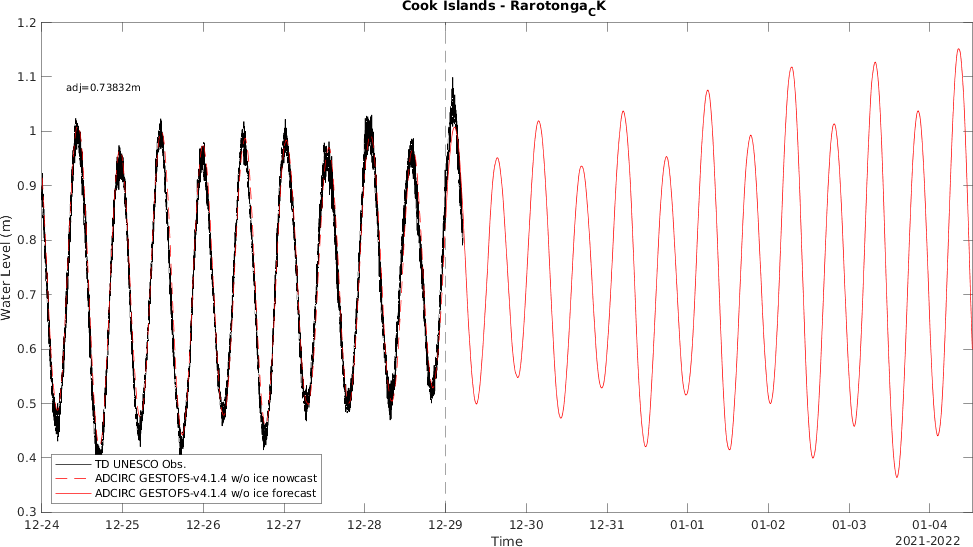 Cook Islands - Rarotonga_CK
adj=0.73832m
Water Level (m)
1.2
1.1
1
0.9
0.8
0.7
0.6
0.5
0.4
0.3
TD UNESCO Obs.
ADCIRC GESTOFS-v4.1.4 w/o ice nowcast
ADCIRC GESTOFS-v4.1.4 w/o ice forecast
12-24 12-25 12-26 12-27 12-28 12-29 12-30 12-31 01-01 01-02 01-03 01-04
Time
2021-2022